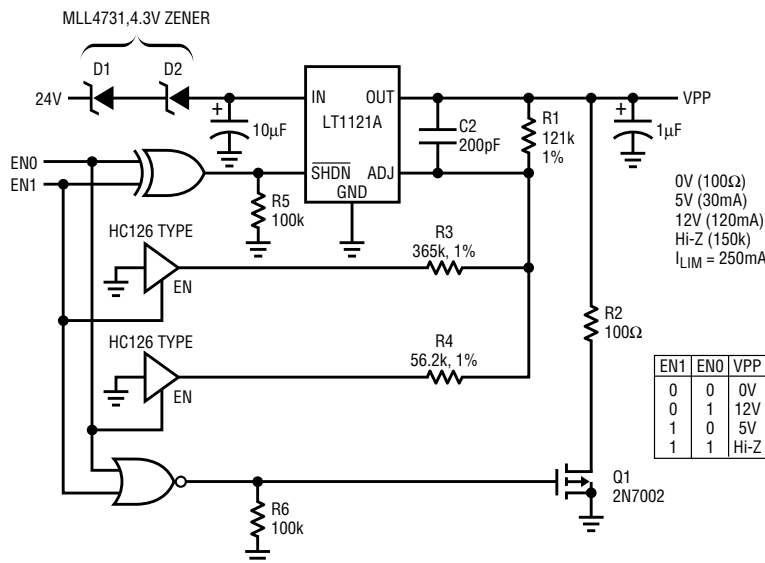 MLL4731,4.3V ZENER
D1
D2
24V
+
10µF
IN
OUT
LT1121A
SHDN
ADJ
GND
C2
200pF
R1
121k
1%
+
1µF
VPP
EN0
EN1
R5
100k
0V (100Ω)
5V (30mA)
12V (120mA)
Hi-Z (150k)
ILIM = 250mA
HC126 TYPE
EN
R3
365k, 1%
HC126 TYPE
EN
R4
56.2k, 1%
R2
100Ω
EN1 EN0 VPP
0 0 0V
0 1 12V
1 0 5V
1 1 Hi-Z
R6
100k
Q1
2N7002